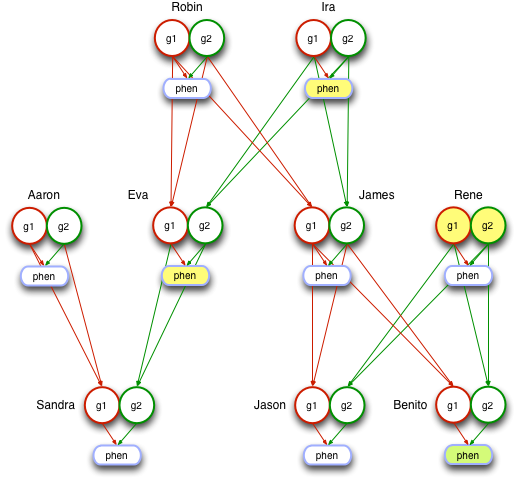 Robin Ira
g1 g2 g1 g2
phen phen
Aaron Eva James Rene
g1 g2 g1 g2 g1 g2 g1 g2
phen phen phen phen
Sandra g1 g2 Jason g1 g2 Benito g1 g2
phen phen phen